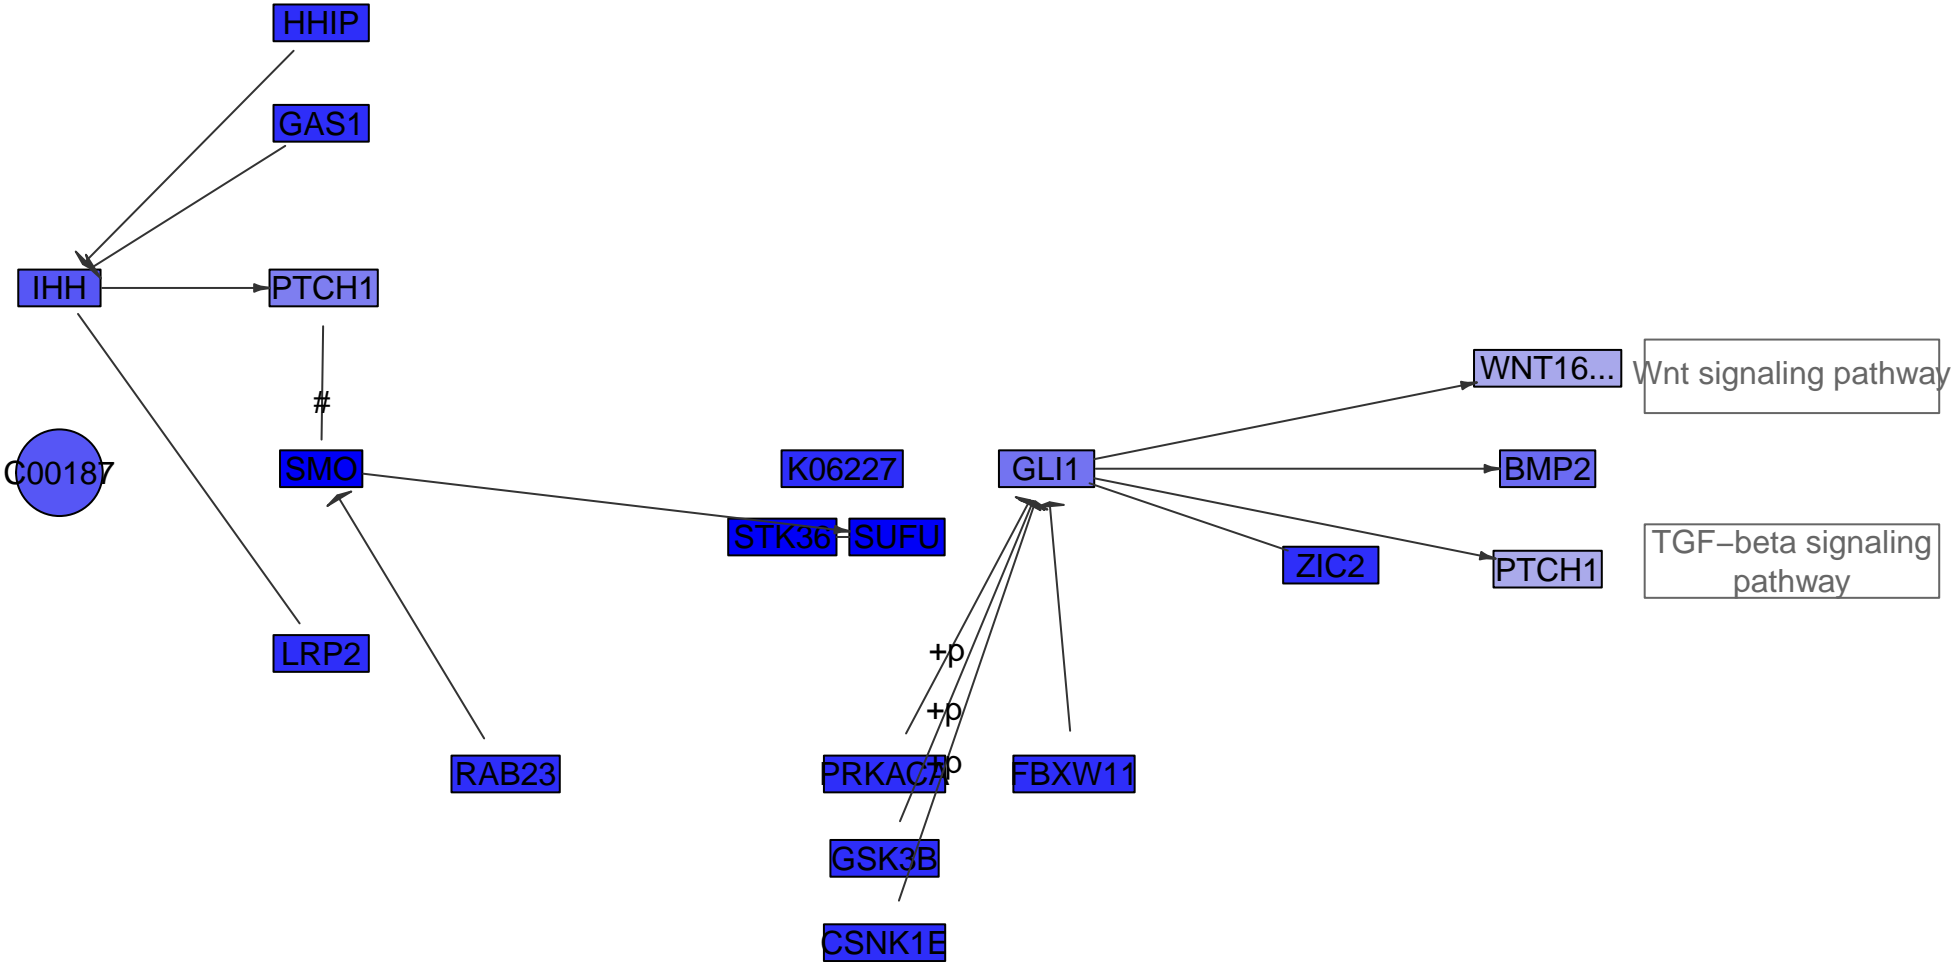 HHIP
GAS1
IHH
PTCH1
WNT16...
Wnt signaling pathway
#
C00187
SMO
K06227
GLI1
BMP2
STK36
SUFU
ZIC2
PTCH1
TGF–beta signaling
pathway
LRP2
+p
+p
+p
RAB23
PRKACA
FBXW11
GSK3B
CSNK1E